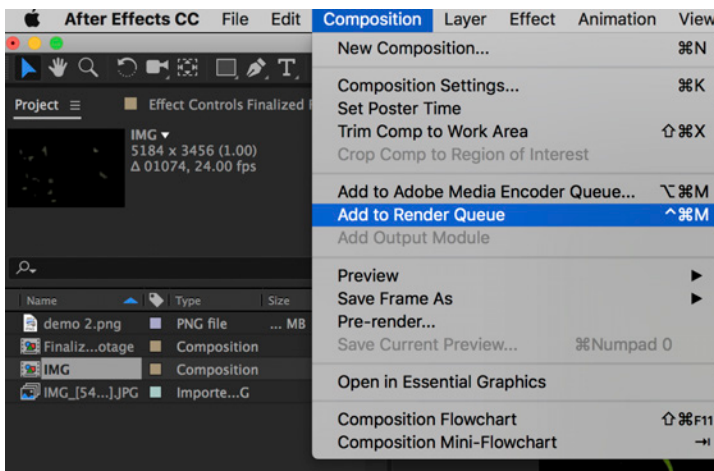 After Effects CC File Edit Composition Layer Effect Animation View
New Composition... ⌘N
Composition Settings... ⌘K
Set Poster Time
Trim Comp to Work Area ⇧⌘X
Crop Comp to Region of Interest
Add to Adobe Media Encoder Queue... ⌥⌘M
Add to Render Queue ^⌘M
Add Output Module
Preview
Save Frame As
Pre-render...
Save Current Preview... ⌘Numpad 0
Open in Essential Graphics
Composition Flowchart ⇧⌘F11
Composition Mini-Flowchart ⇥
T
Project Effect Controls Finalized
IMG
5184 x 3456 (1.00)
Δ 01074, 24.00 fps
Name Type Size
demo 2.png PNG file ... MB
Finaliz...otage Composition
IMG Composition
IMG_[54...].JPG Importe...G